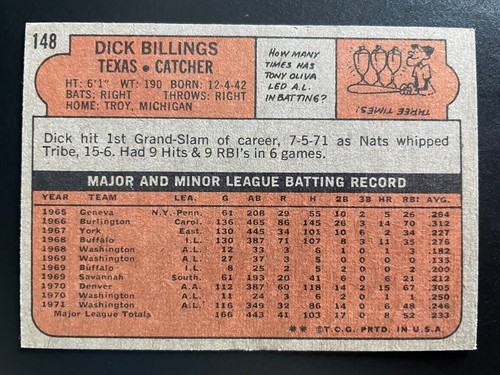 148
DICK BILLINGS
TEXAS • CATCHER
HT: 6'1" WT: 190 BORN: 12-4-42
BATS: RIGHT THROWS: RIGHT
HOME: TROY, MICHIGAN
HOW MANY
TIMES HAS
TONY OLIVA
LED A.L.
IN BATTING?
THREE TIMES!
Dick hit 1st Grand-Slam of career, 7-5-71 as Nats whipped
Tribe, 15-6. Had 9 Hits & 9 RBI's in 6 games.
MAJOR AND MINOR LEAGUE BATTING RECORD
YEAR TEAM LEA. G AB R H 2B 3B HR RBI AVG.
1965 Geneva N.Y.-Penn. 61 208 29 55 10 2 5 26 .264
1966 Burlington Carol. 136 465 86 145 26 3 14 70 .312
1967 York East. 130 445 34 101 10 2 6 34 .227
1968 Buffalo I.L. 130 387 71 107 8 3 11 35 .276
1968 Washington A.L. 12 33 3 6 1 0 1 3 .182
1969 Washington A.L. 27 37 3 5 0 0 0 0 .135
1969 Buffalo I.L. 8 25 2 5 0 0 0 2 .200
1969 Savannah South. 61 193 20 41 6 0 2 21 .212
1970 Denver A.A. 112 387 60 118 14 2 15 67 .305
1970 Washington A.L. 11 24 3 6 2 0 1 1 .250
1971 Washington A.L. 116 349 32 86 14 0 6 48 .246
Major League Totals 166 443 41 103 17 0 8 52 .233
** ©T.C.G. PRTD. IN U.S.A.